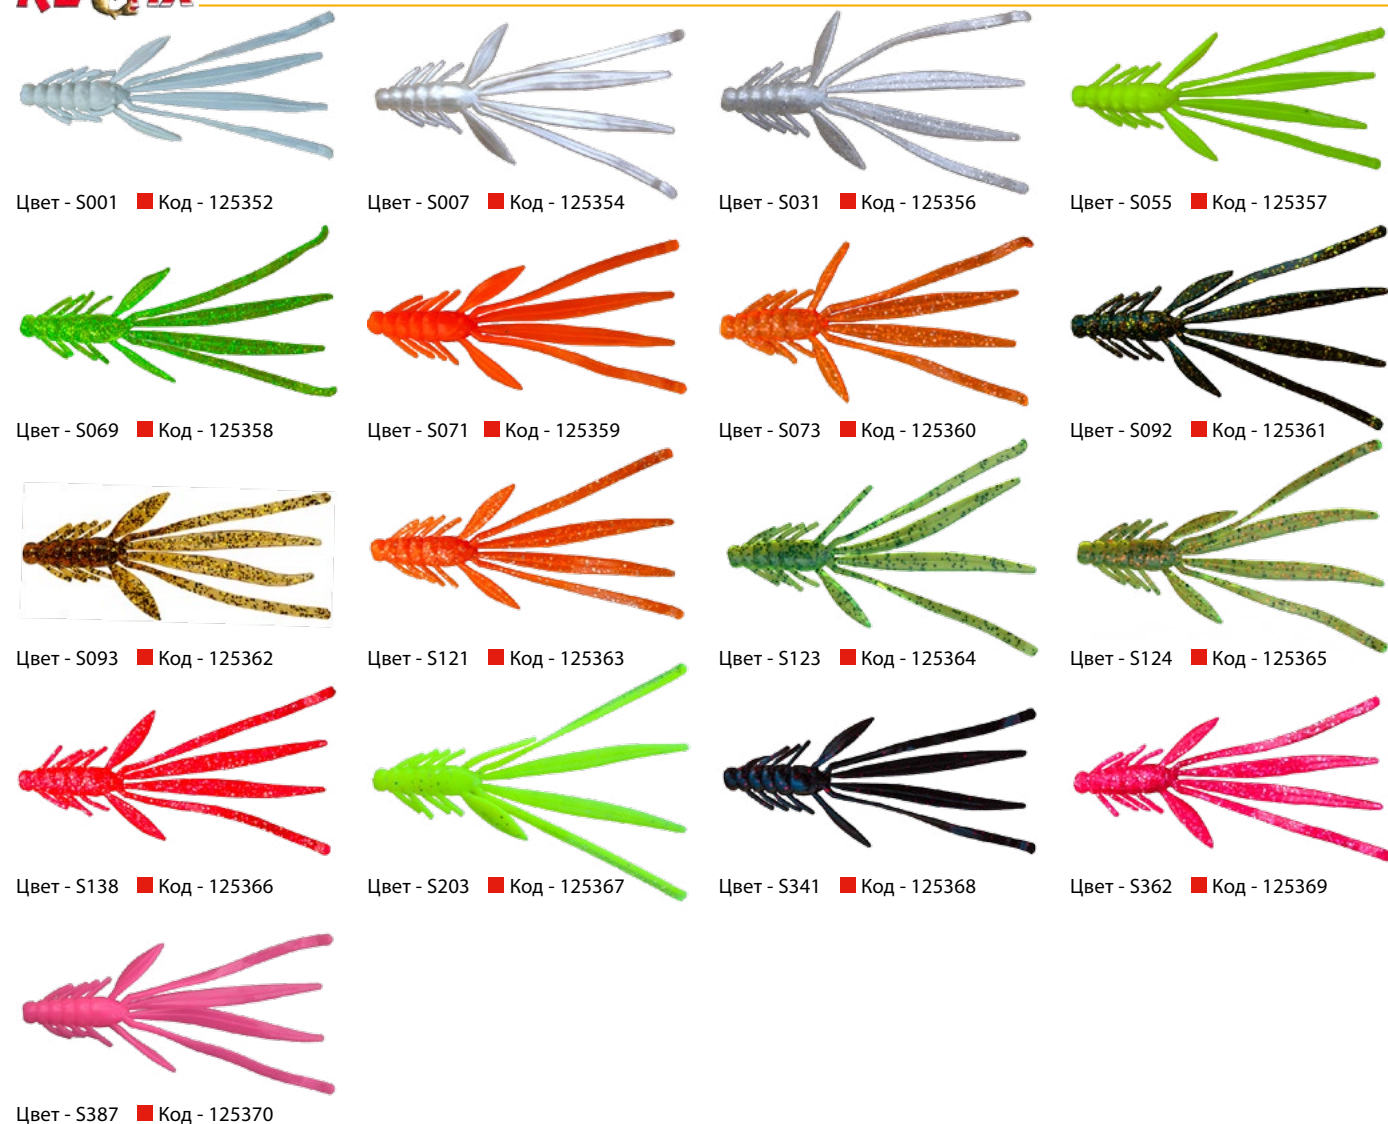 Цвет - S001 Код - 125352
Цвет - S007 Код - 125354
Цвет - S031 Код - 125356
Цвет - S055 Код - 125357
Цвет - S069 Код - 125358
Цвет - S071 Код - 125359
Цвет - S073 Код - 125360
Цвет - S092 Код - 125361
Цвет - S093 Код - 125362
Цвет - S121 Код - 125363
Цвет - S123 Код - 125364
Цвет - S124 Код - 125365
Цвет - S138 Код - 125366
Цвет - S203 Код - 125367
Цвет - S341 Код - 125368
Цвет - S362 Код - 125369
Цвет - S387 Код - 125370